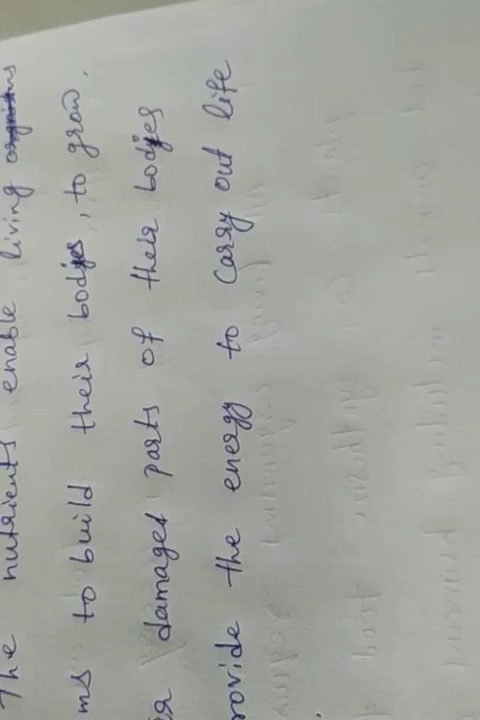 The nutrients enable living
ms to build their bodies, to grow.
damaged parts of their bodies
rovide the energy to carry out life